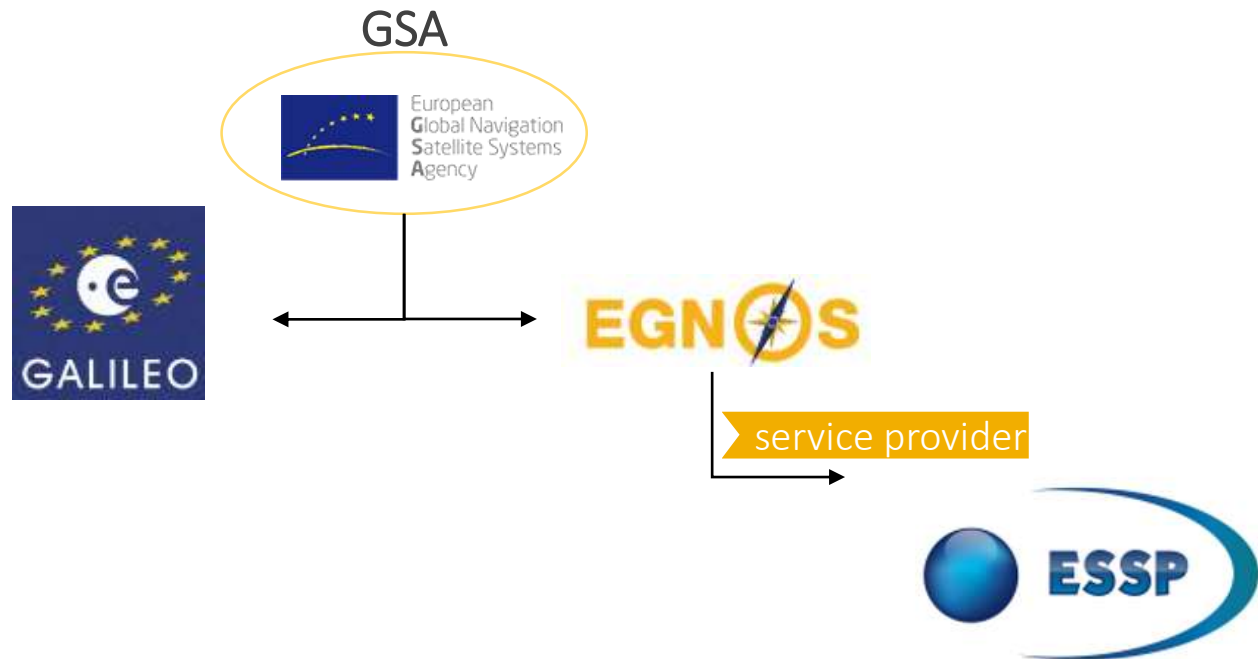 GSA
European
Global Navigation
Satellite Systems
Agency
GALILEO
EGNOS
service provider
ESSP